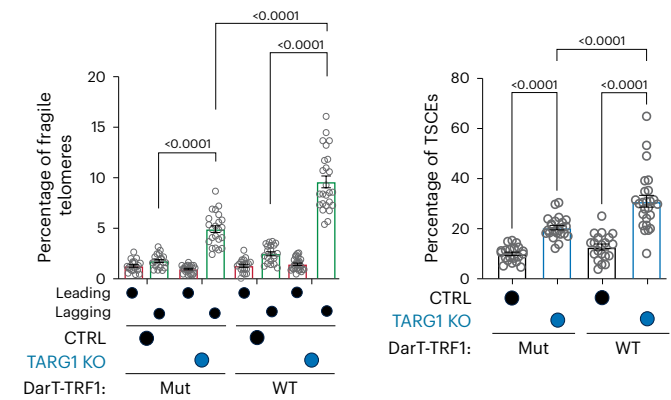 <0.0001
<0.0001
<0.0001
Percentage of fragile
telomeres
20
15
10
5
0
Leading
Lagging
CTRL
TARG1 KO
DarT-TRF1: Mut WT
<0.0001
<0.0001 <0.0001
Percentage of TSCEs
80
60
40
20
0
CTRL
TARG1 KO
DarT-TRF1: Mut WT